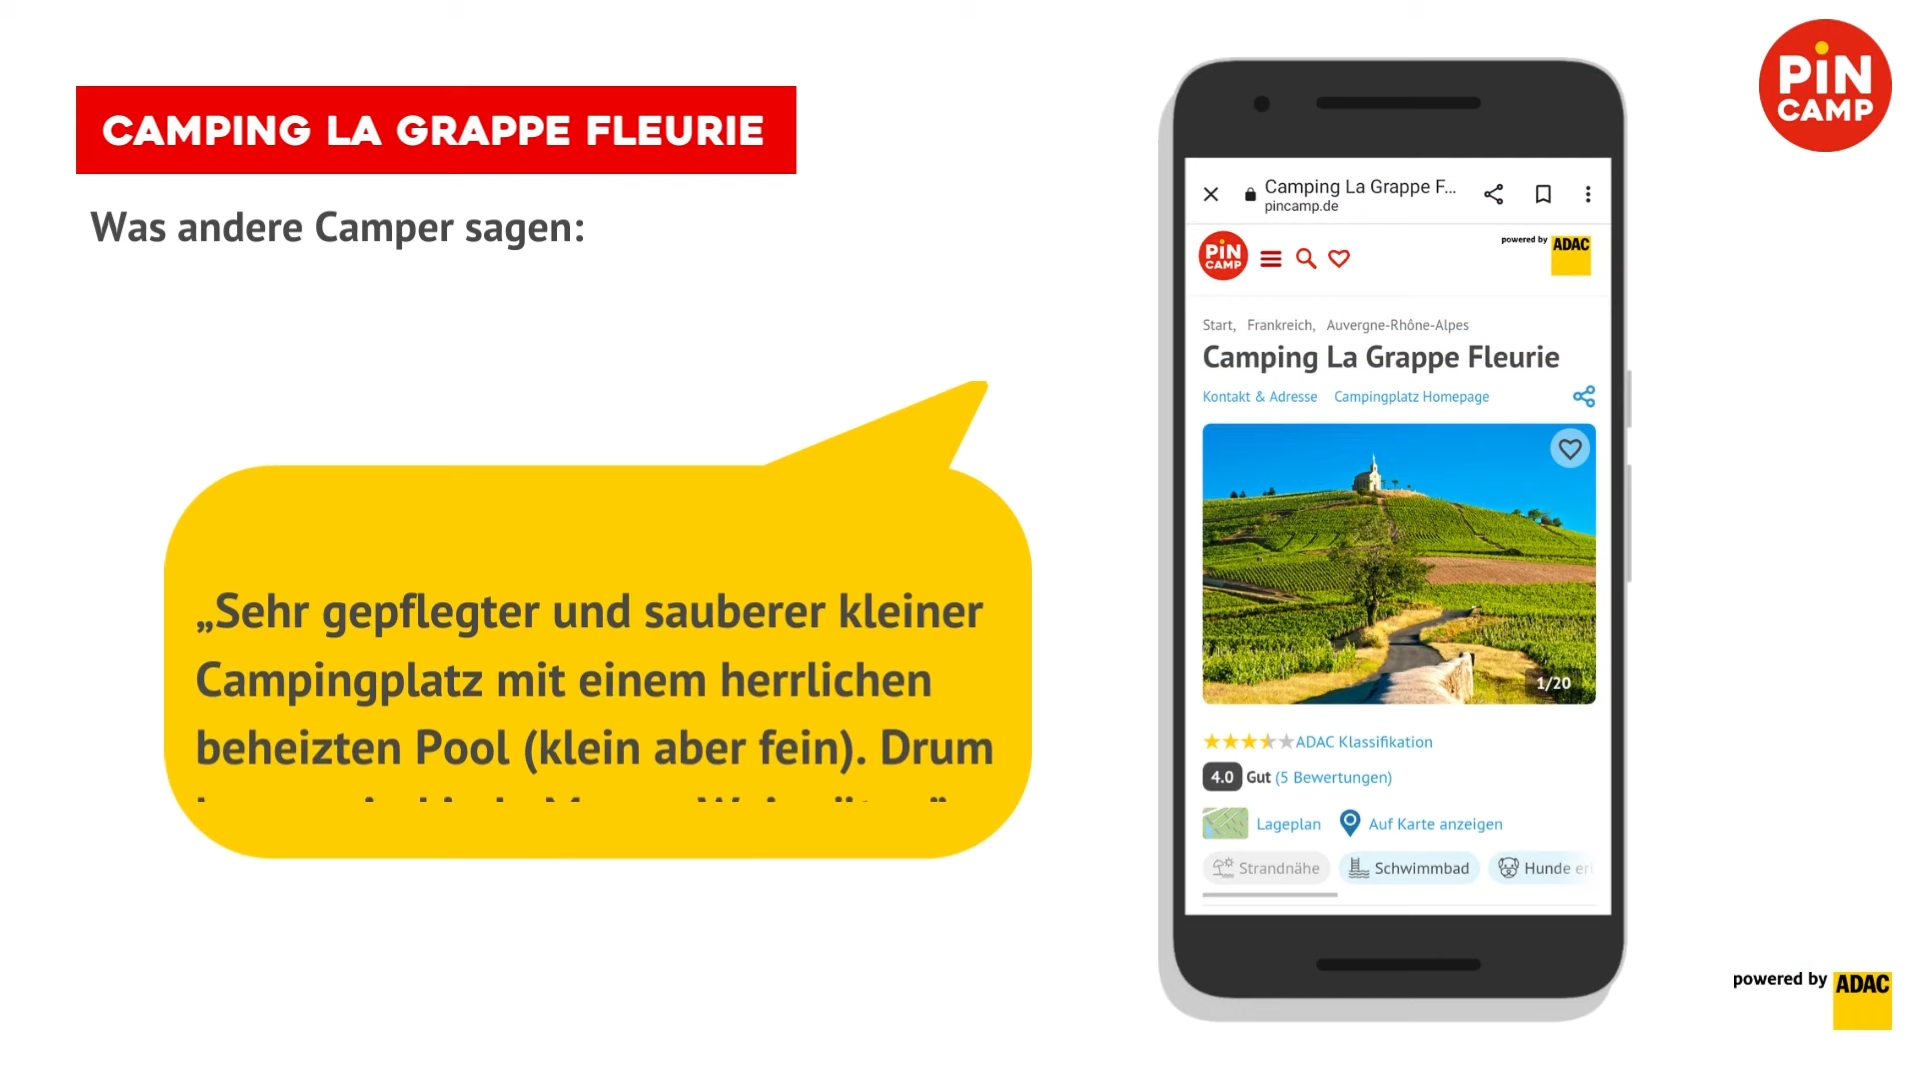 CAMPING LA GRAPPE FLEURIE
Was andere Camper sagen:
„Sehr gepflegter und sauberer kleiner
Campingplatz mit einem herrlichen
beheizten Pool (klein aber fein). Drum
PiN
CAMP
Camping La Grappe F...
pincamp.de
PiN
CAMP
powered by ADAC
Start, Frankreich, Auvergne-Rhône-Alpes
Camping La Grappe Fleurie
Kontakt & Adresse Campingplatz Homepage
1/20
ADAC Klassifikation
4.0 Gut (5 Bewertungen)
Lageplan Auf Karte anzeigen
Strandnähe Schwimmbad Hunde er
powered by ADAC